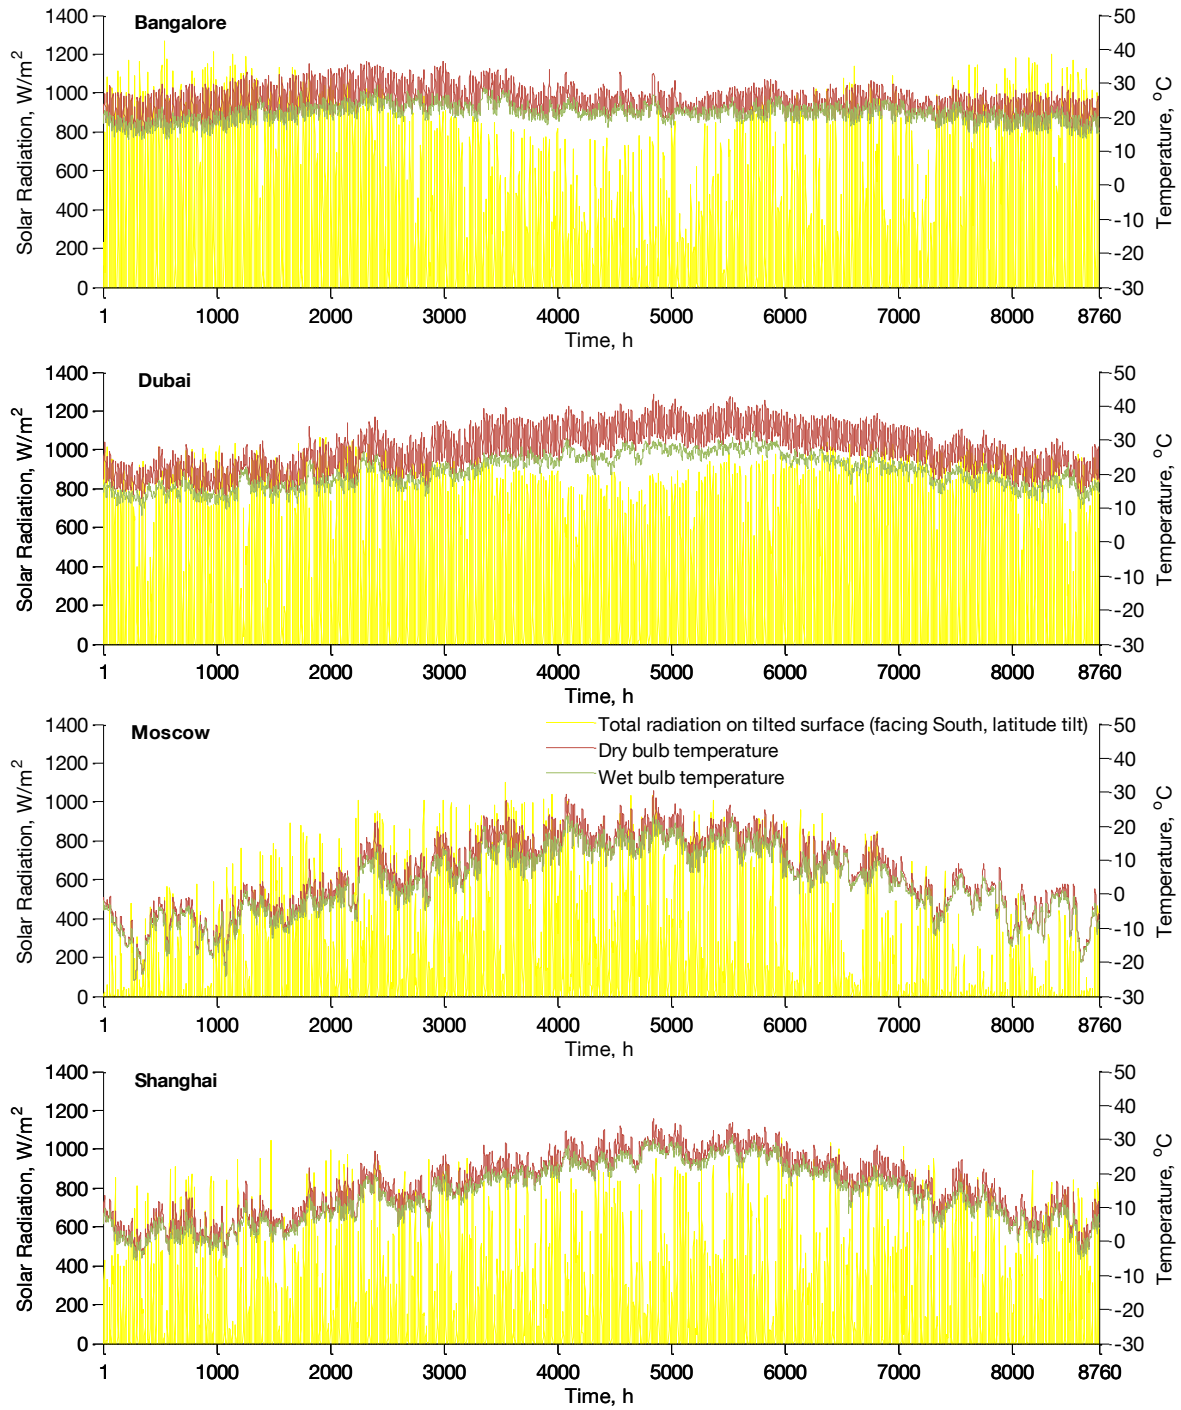 Bangalore
Solar Radiation, W/m²
1400
1200
1000
800
600
400
200
0
50
40
30
20
10
0
-10
-20
-30
Temperature, °C
1 1000 2000 3000 4000 5000 6000 7000 8000 8760
Time, h
Dubai
Solar Radiation, W/m²
1400
1200
1000
800
600
400
200
0
50
40
30
20
10
0
-10
-20
-30
Temperature, °C
1 1000 2000 3000 4000 5000 6000 7000 8000 8760
Time, h
Moscow
Total radiation on tilted surface (facing South, latitude tilt)
Dry bulb temperature
Wet bulb temperature
Solar Radiation, W/m²
1400
1200
1000
800
600
400
200
0
50
40
30
20
10
0
-10
-20
-30
Temperature, °C
1 1000 2000 3000 4000 5000 6000 7000 8000 8760
Time, h
Shanghai
Solar Radiation, W/m²
1400
1200
1000
800
600
400
200
0
50
40
30
20
10
0
-10
-20
-30
Temperature, °C
1 1000 2000 3000 4000 5000 6000 7000 8000 8760
Time, h